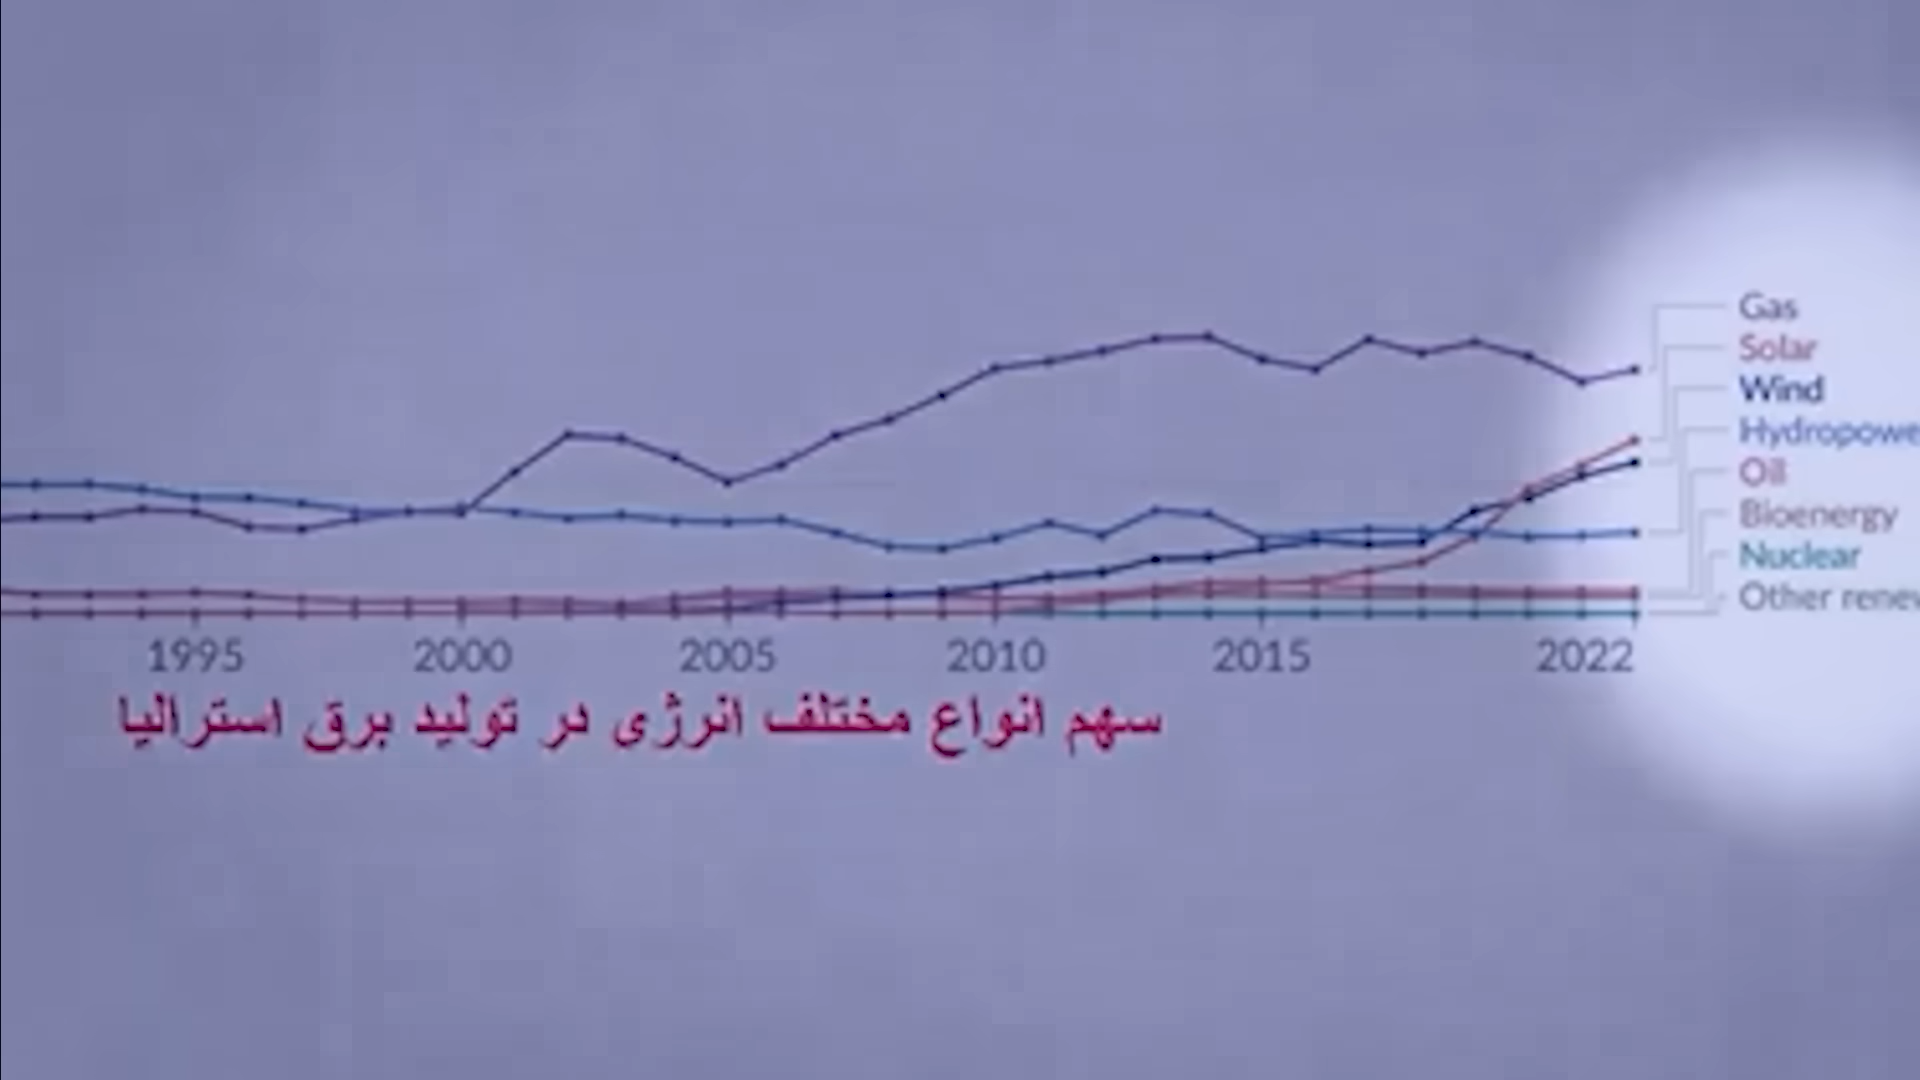 Gas
Solar
Wind
Hydropowe
Oil
Bioenergy
Nuclear
Other renew
1995 2000 2005 2010 2015 2022
سهم انواع مختلف انرژی در تولید برق استرالیا